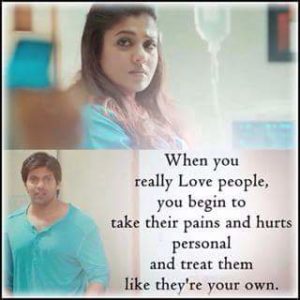 When you
really Love people,
you begin to
take their pains and hurts
personal
and treat them
like they're your own.